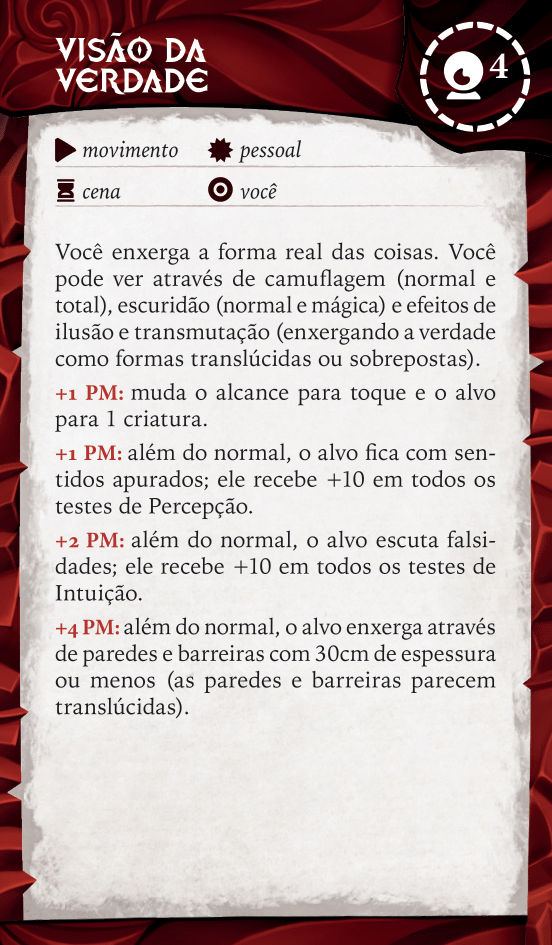 VISÃO DA
VERDADE
4
movimento pessoal
cena você
Você enxerga a forma real das coisas. Você
pode ver através de camuflagem (normal e
total), escuridão (normal e mágica) e efeitos de
ilusão e transmutação (enxergando a verdade
como formas translúcidas ou sobrepostas).
+1 PM: muda o alcance para toque e o alvo
para 1 criatura.
+1 PM: além do normal, o alvo fica com sen-
tidos apurados; ele recebe +10 em todos os
testes de Percepção.
+2 PM: além do normal, o alvo escuta falsi-
dades; ele recebe +10 em todos os testes de
Intuição.
+4 PM: além do normal, o alvo enxerga através
de paredes e barreiras com 30cm de espessura
ou menos (as paredes e barreiras parecem
translúcidas).